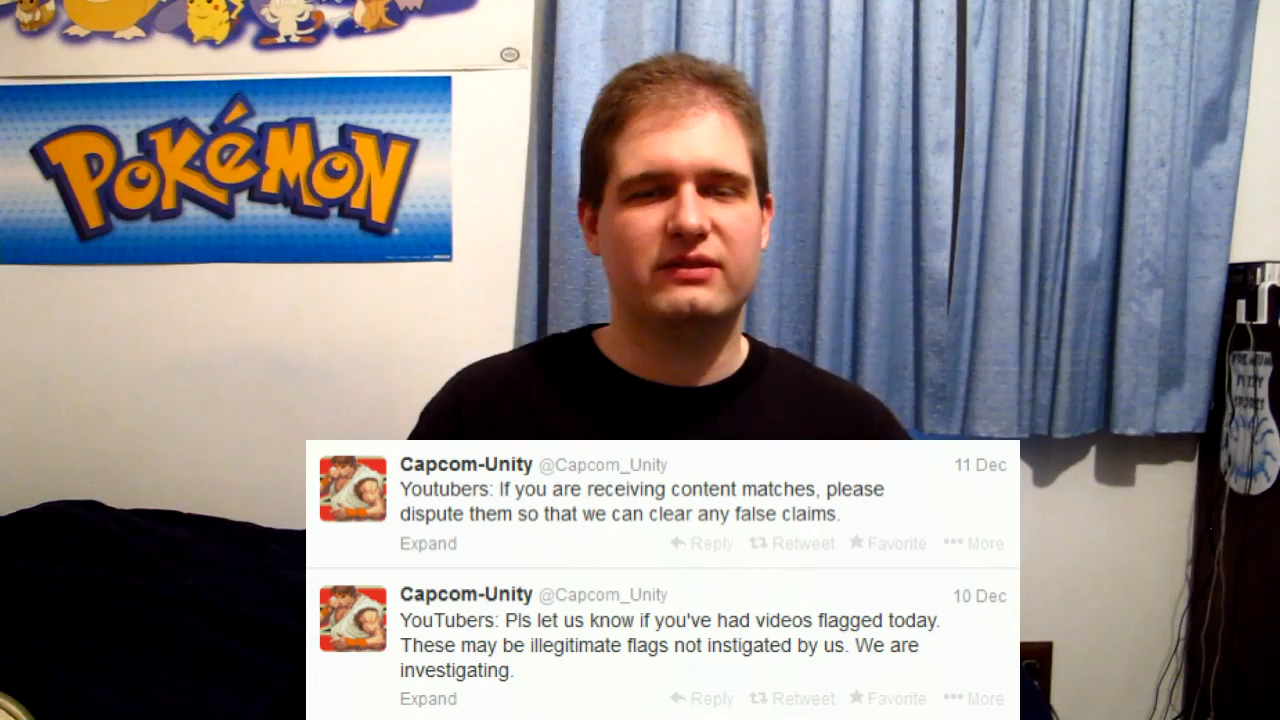 POKéMON
Capcom-Unity @Capcom_Unity 11 Dec
Youtubers: If you are receiving content matches, please
dispute them so that we can clear any false claims.
Expand Reply Retweet Favorite More
Capcom-Unity @Capcom_Unity 10 Dec
YouTubers: Pls let us know if you've had videos flagged today.
These may be illegitimate flags not instigated by us. We are
investigating.
Expand Reply Retweet Favorite More